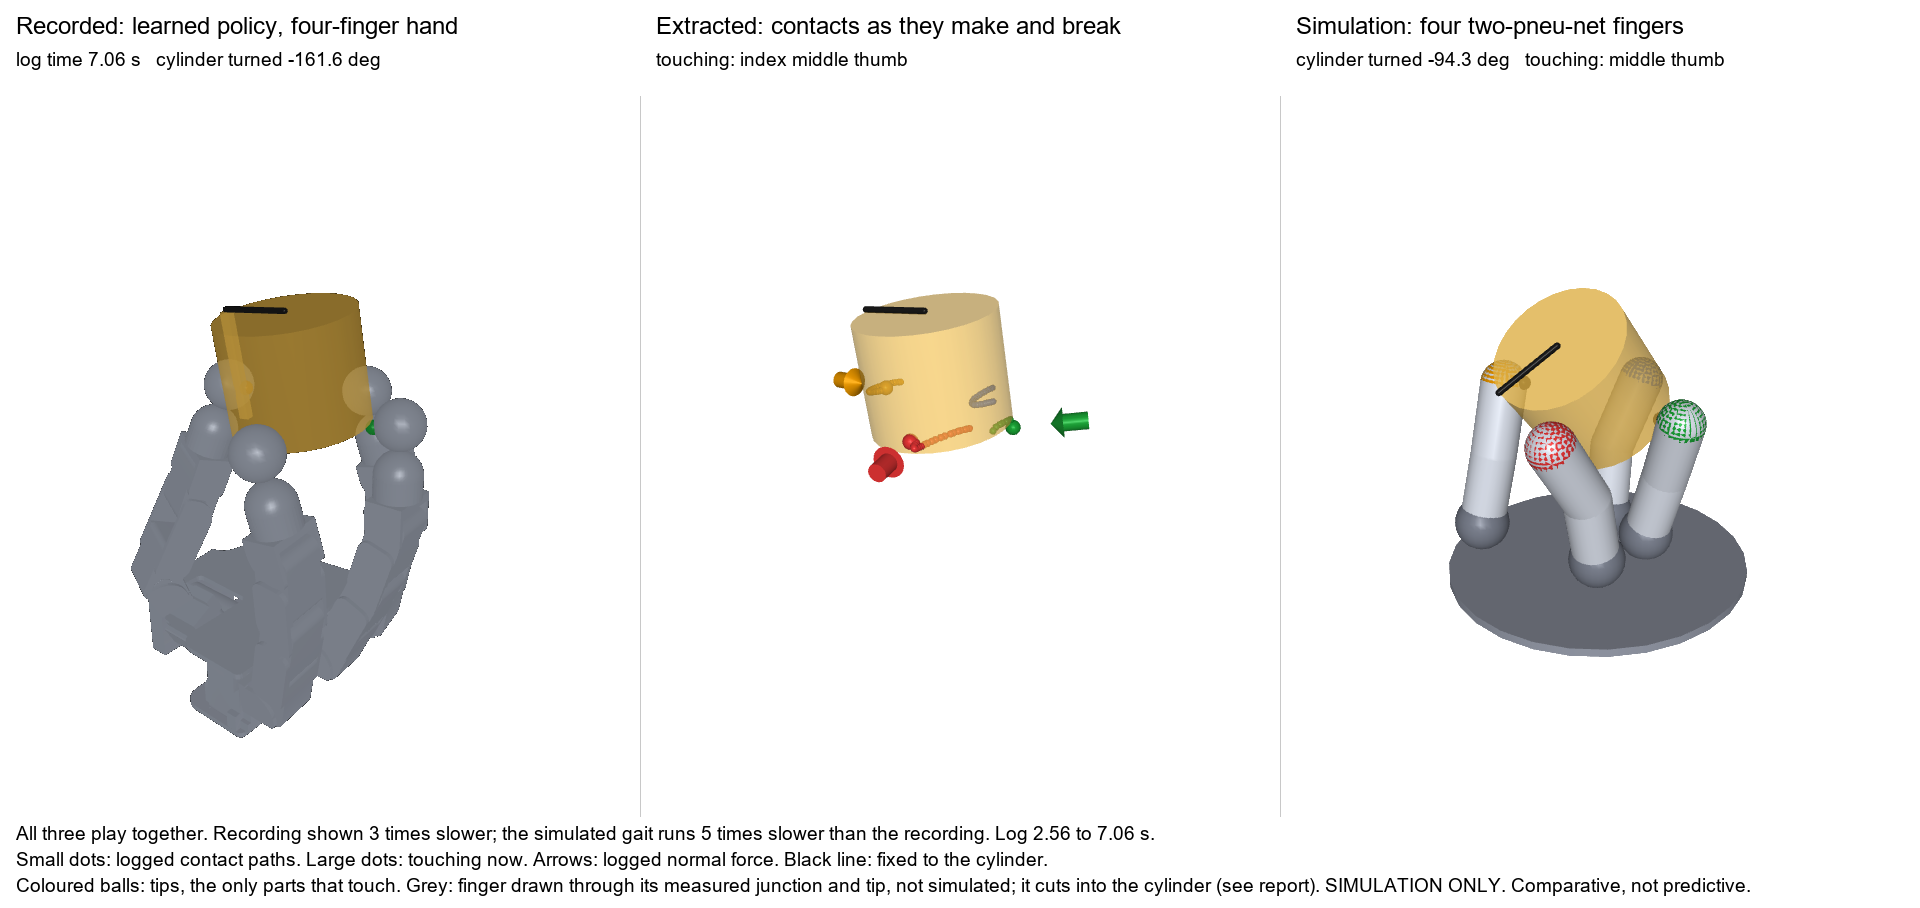 Recorded: learned policy, four-finger hand
log time 7.06 s   cylinder turned -161.6 deg
Extracted: contacts as they make and break
touching: index middle thumb
Simulation: four two-pneu-net fingers
cylinder turned -94.3 deg   touching: middle thumb
All three play together. Recording shown 3 times slower; the simulated gait runs 5 times slower than the recording. Log 2.56 to 7.06 s.
Small dots: logged contact paths. Large dots: touching now. Arrows: logged normal force. Black line: fixed to the cylinder.
Coloured balls: tips, the only parts that touch. Grey: finger drawn through its measured junction and tip, not simulated; it cuts into the cylinder (see report). SIMULATION ONLY. Comparative, not predictive.